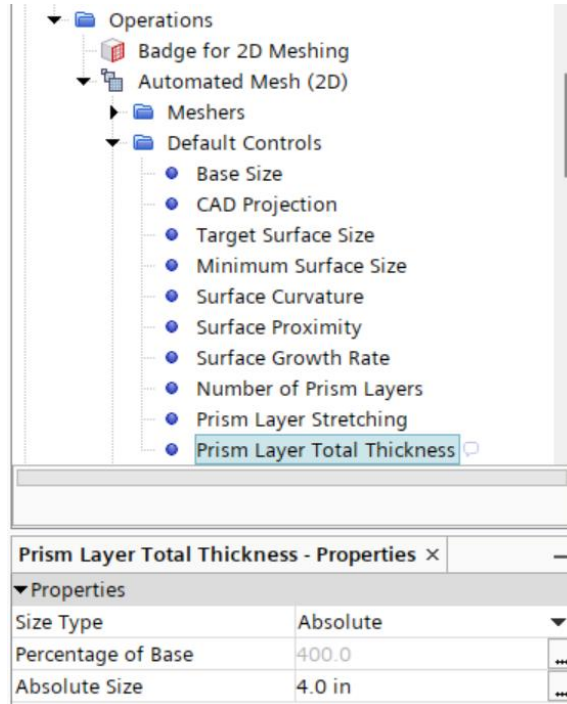 Operations
Badge for 2D Meshing
Automated Mesh (2D)
Meshers
Default Controls
Base Size
CAD Projection
Target Surface Size
Minimum Surface Size
Surface Curvature
Surface Proximity
Surface Growth Rate
Number of Prism Layers
Prism Layer Stretching
Prism Layer Total Thickness
Prism Layer Total Thickness - Properties ×
Properties
Size Type Absolute
Percentage of Base 400.0 ...
Absolute Size 4.0 in ...